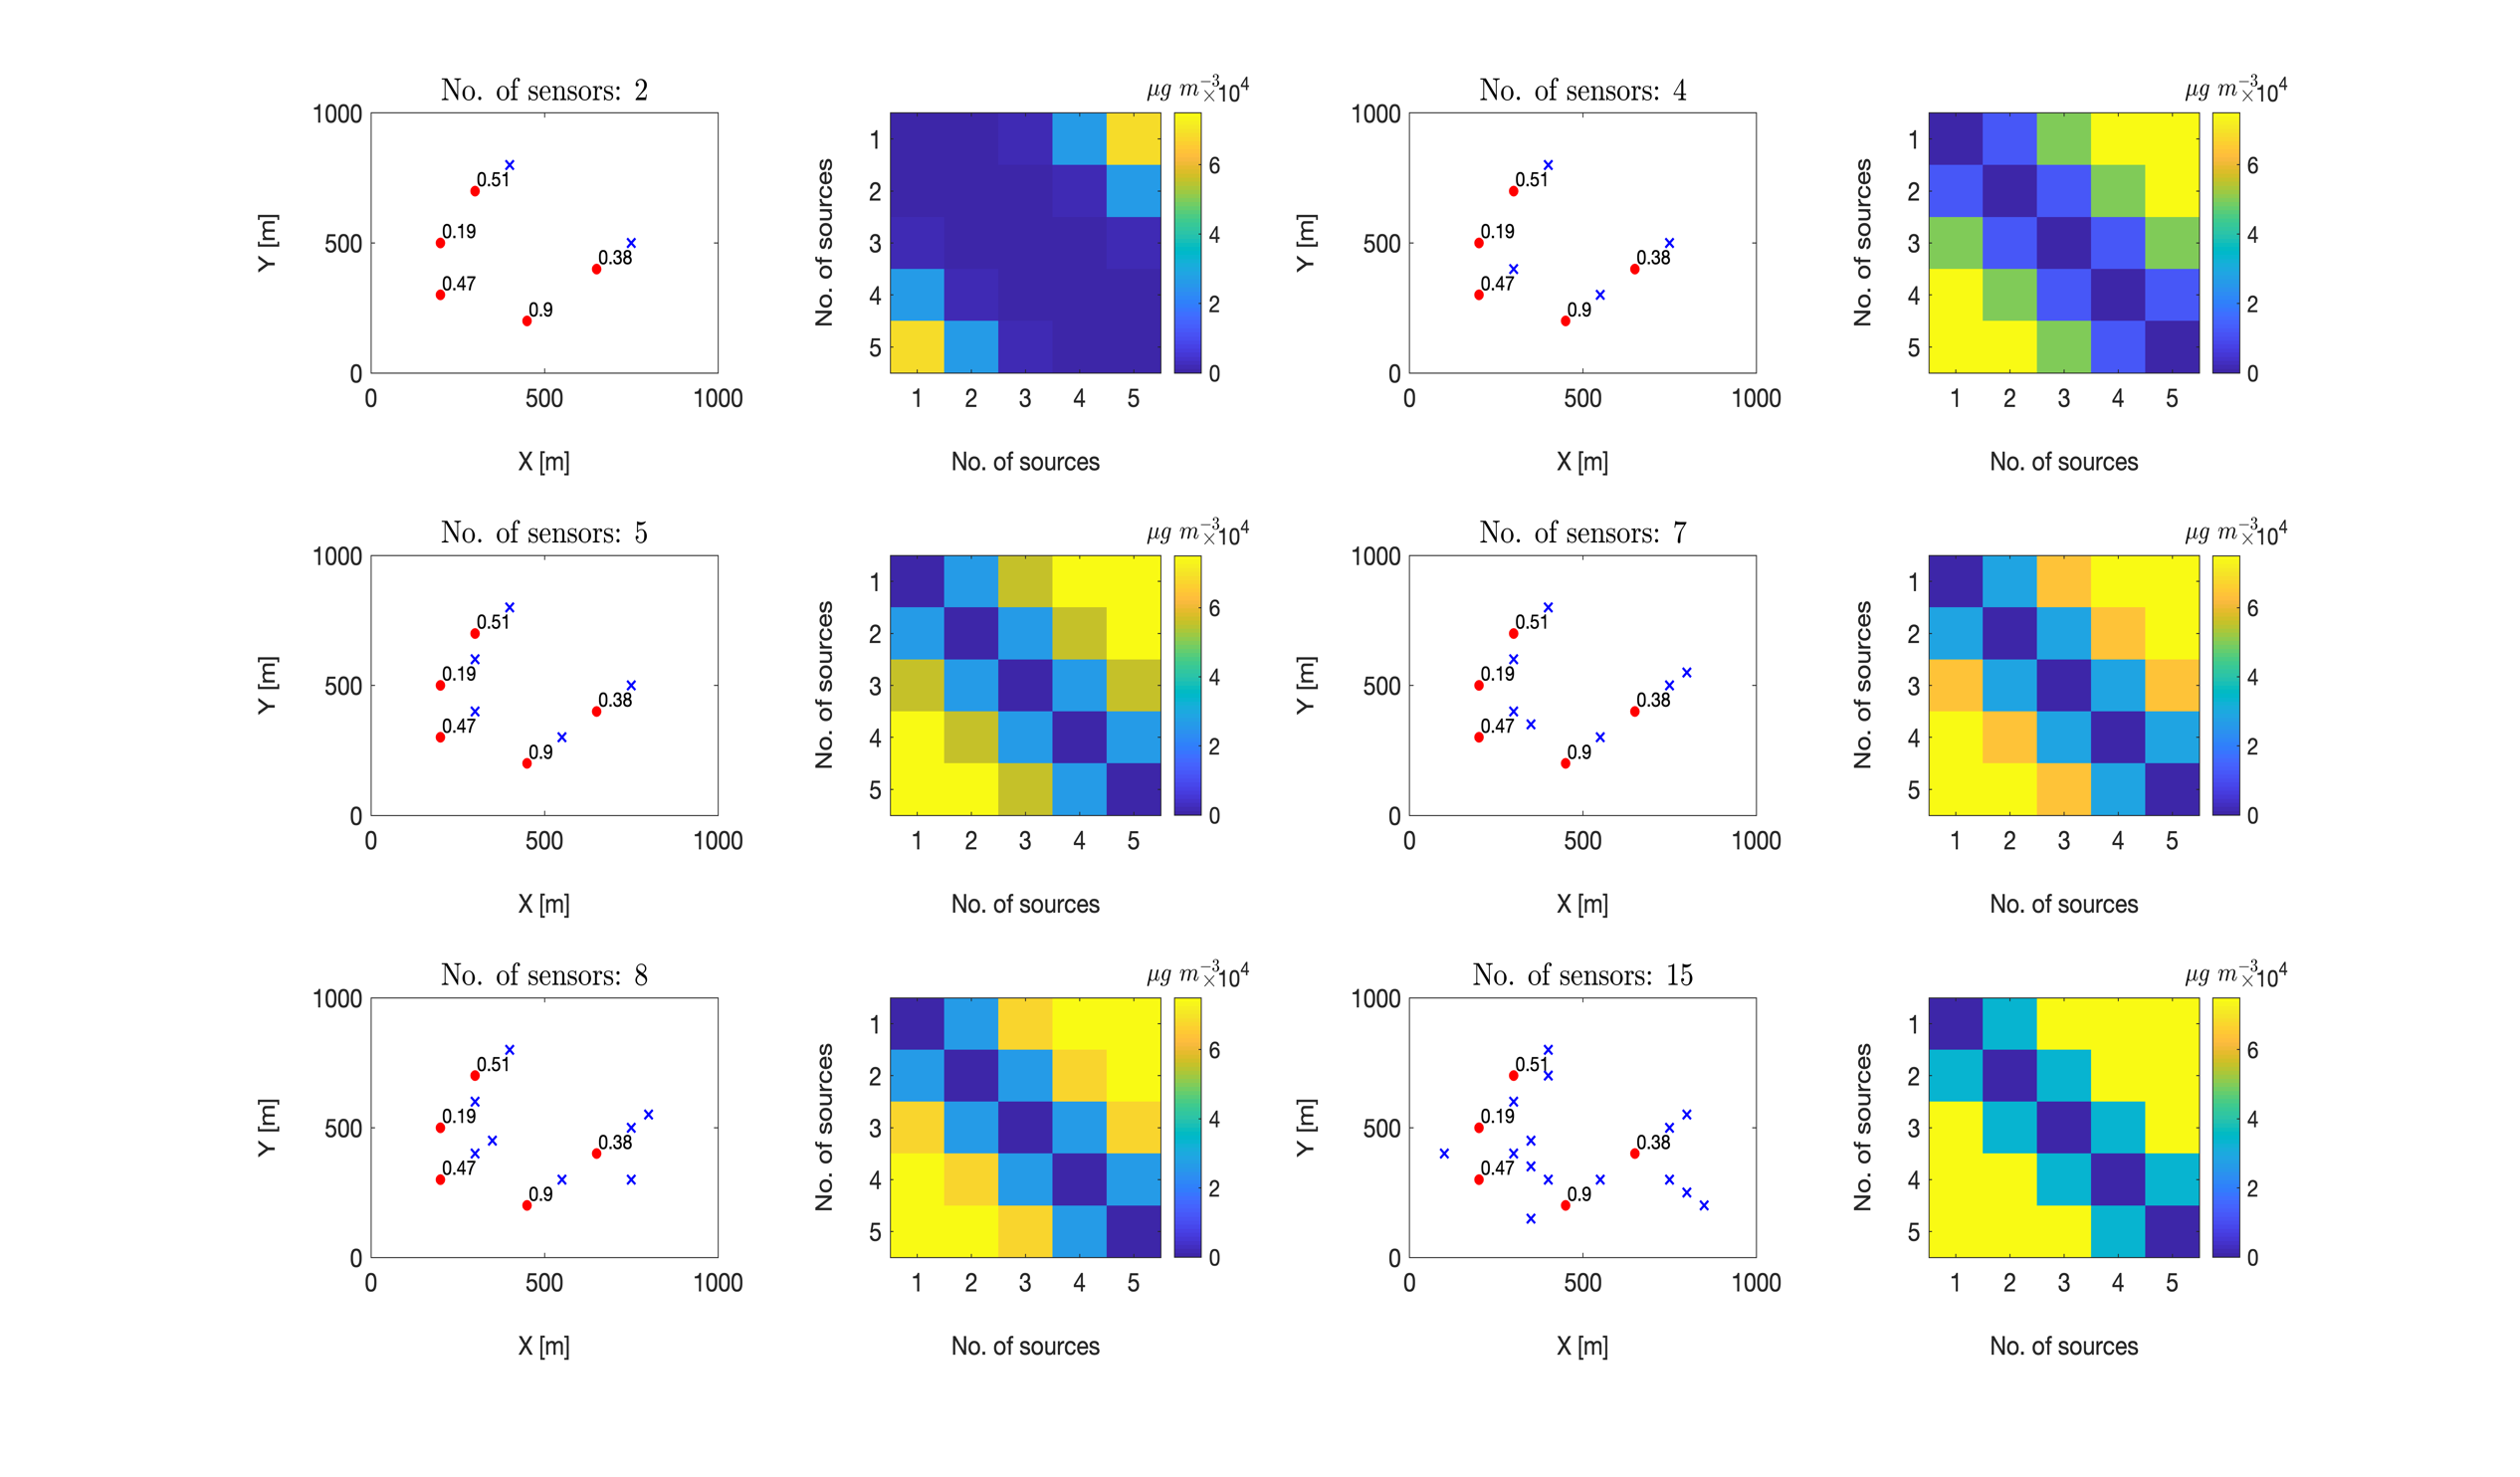 No. of sensors: 2
1000
500
0
0 500 1000
X [m]
Y [m]
0.51
0.19
0.47
0.38
0.9
μg m⁻³ ×10⁴
1
2
3
4
5
1 2 3 4 5
No. of sources
No. of sources
6
4
2
0
No. of sensors: 4
1000
500
0
0 500 1000
X [m]
Y [m]
0.51
0.19
0.47
0.38
0.9
μg m⁻³ ×10⁴
1
2
3
4
5
1 2 3 4 5
No. of sources
No. of sources
6
4
2
0
No. of sensors: 5
1000
500
0
0 500 1000
X [m]
Y [m]
0.51
0.19
0.47
0.38
0.9
μg m⁻³ ×10⁴
1
2
3
4
5
1 2 3 4 5
No. of sources
No. of sources
6
4
2
0
No. of sensors: 7
1000
500
0
0 500 1000
X [m]
Y [m]
0.51
0.19
0.47
0.38
0.9
μg m⁻³ ×10⁴
1
2
3
4
5
1 2 3 4 5
No. of sources
No. of sources
6
4
2
0
No. of sensors: 8
1000
500
0
0 500 1000
X [m]
Y [m]
0.51
0.19
0.47
0.38
0.9
μg m⁻³ ×10⁴
1
2
3
4
5
1 2 3 4 5
No. of sources
No. of sources
6
4
2
0
No. of sensors: 15
1000
500
0
0 500 1000
X [m]
Y [m]
0.51
0.19
0.47
0.38
0.9
μg m⁻³ ×10⁴
1
2
3
4
5
1 2 3 4 5
No. of sources
No. of sources
6
4
2
0